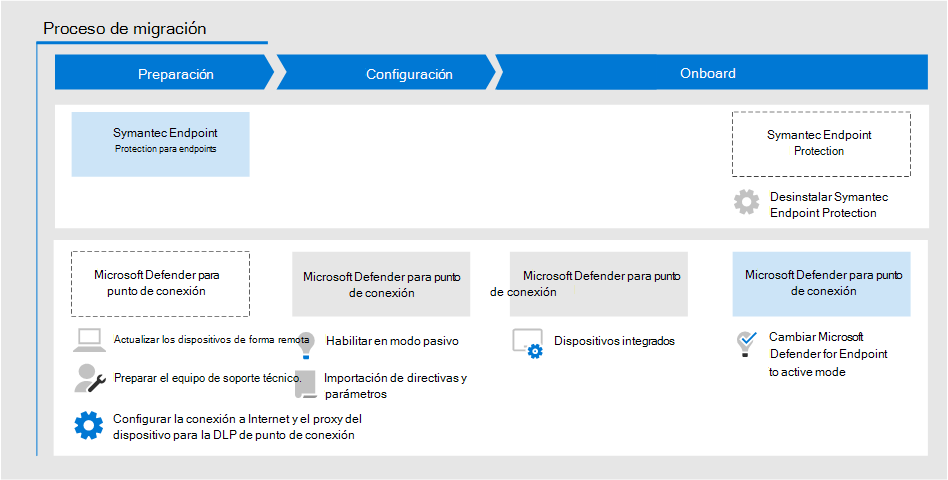 Proceso de migración
Preparación
Configuración
Onboard
Symantec Endpoint
Protection para endpoints
Symantec Endpoint
Protection
Desinstalar Symantec
Endpoint Protection
Microsoft Defender para
punto de conexión
Actualizar los dispositivos de forma remota
Preparar el equipo de soporte técnico.
Configurar la conexión a Internet y el proxy del
dispositivo para la DLP de punto de conexión
Microsoft Defender para punto
de conexión
Habilitar en modo pasivo
Importación de directivas y
parámetros
Microsoft Defender para punto
de conexión
Dispositivos integrados
Microsoft Defender para punto
de conexión
Cambiar Microsoft
Defender for Endpoint
to active mode